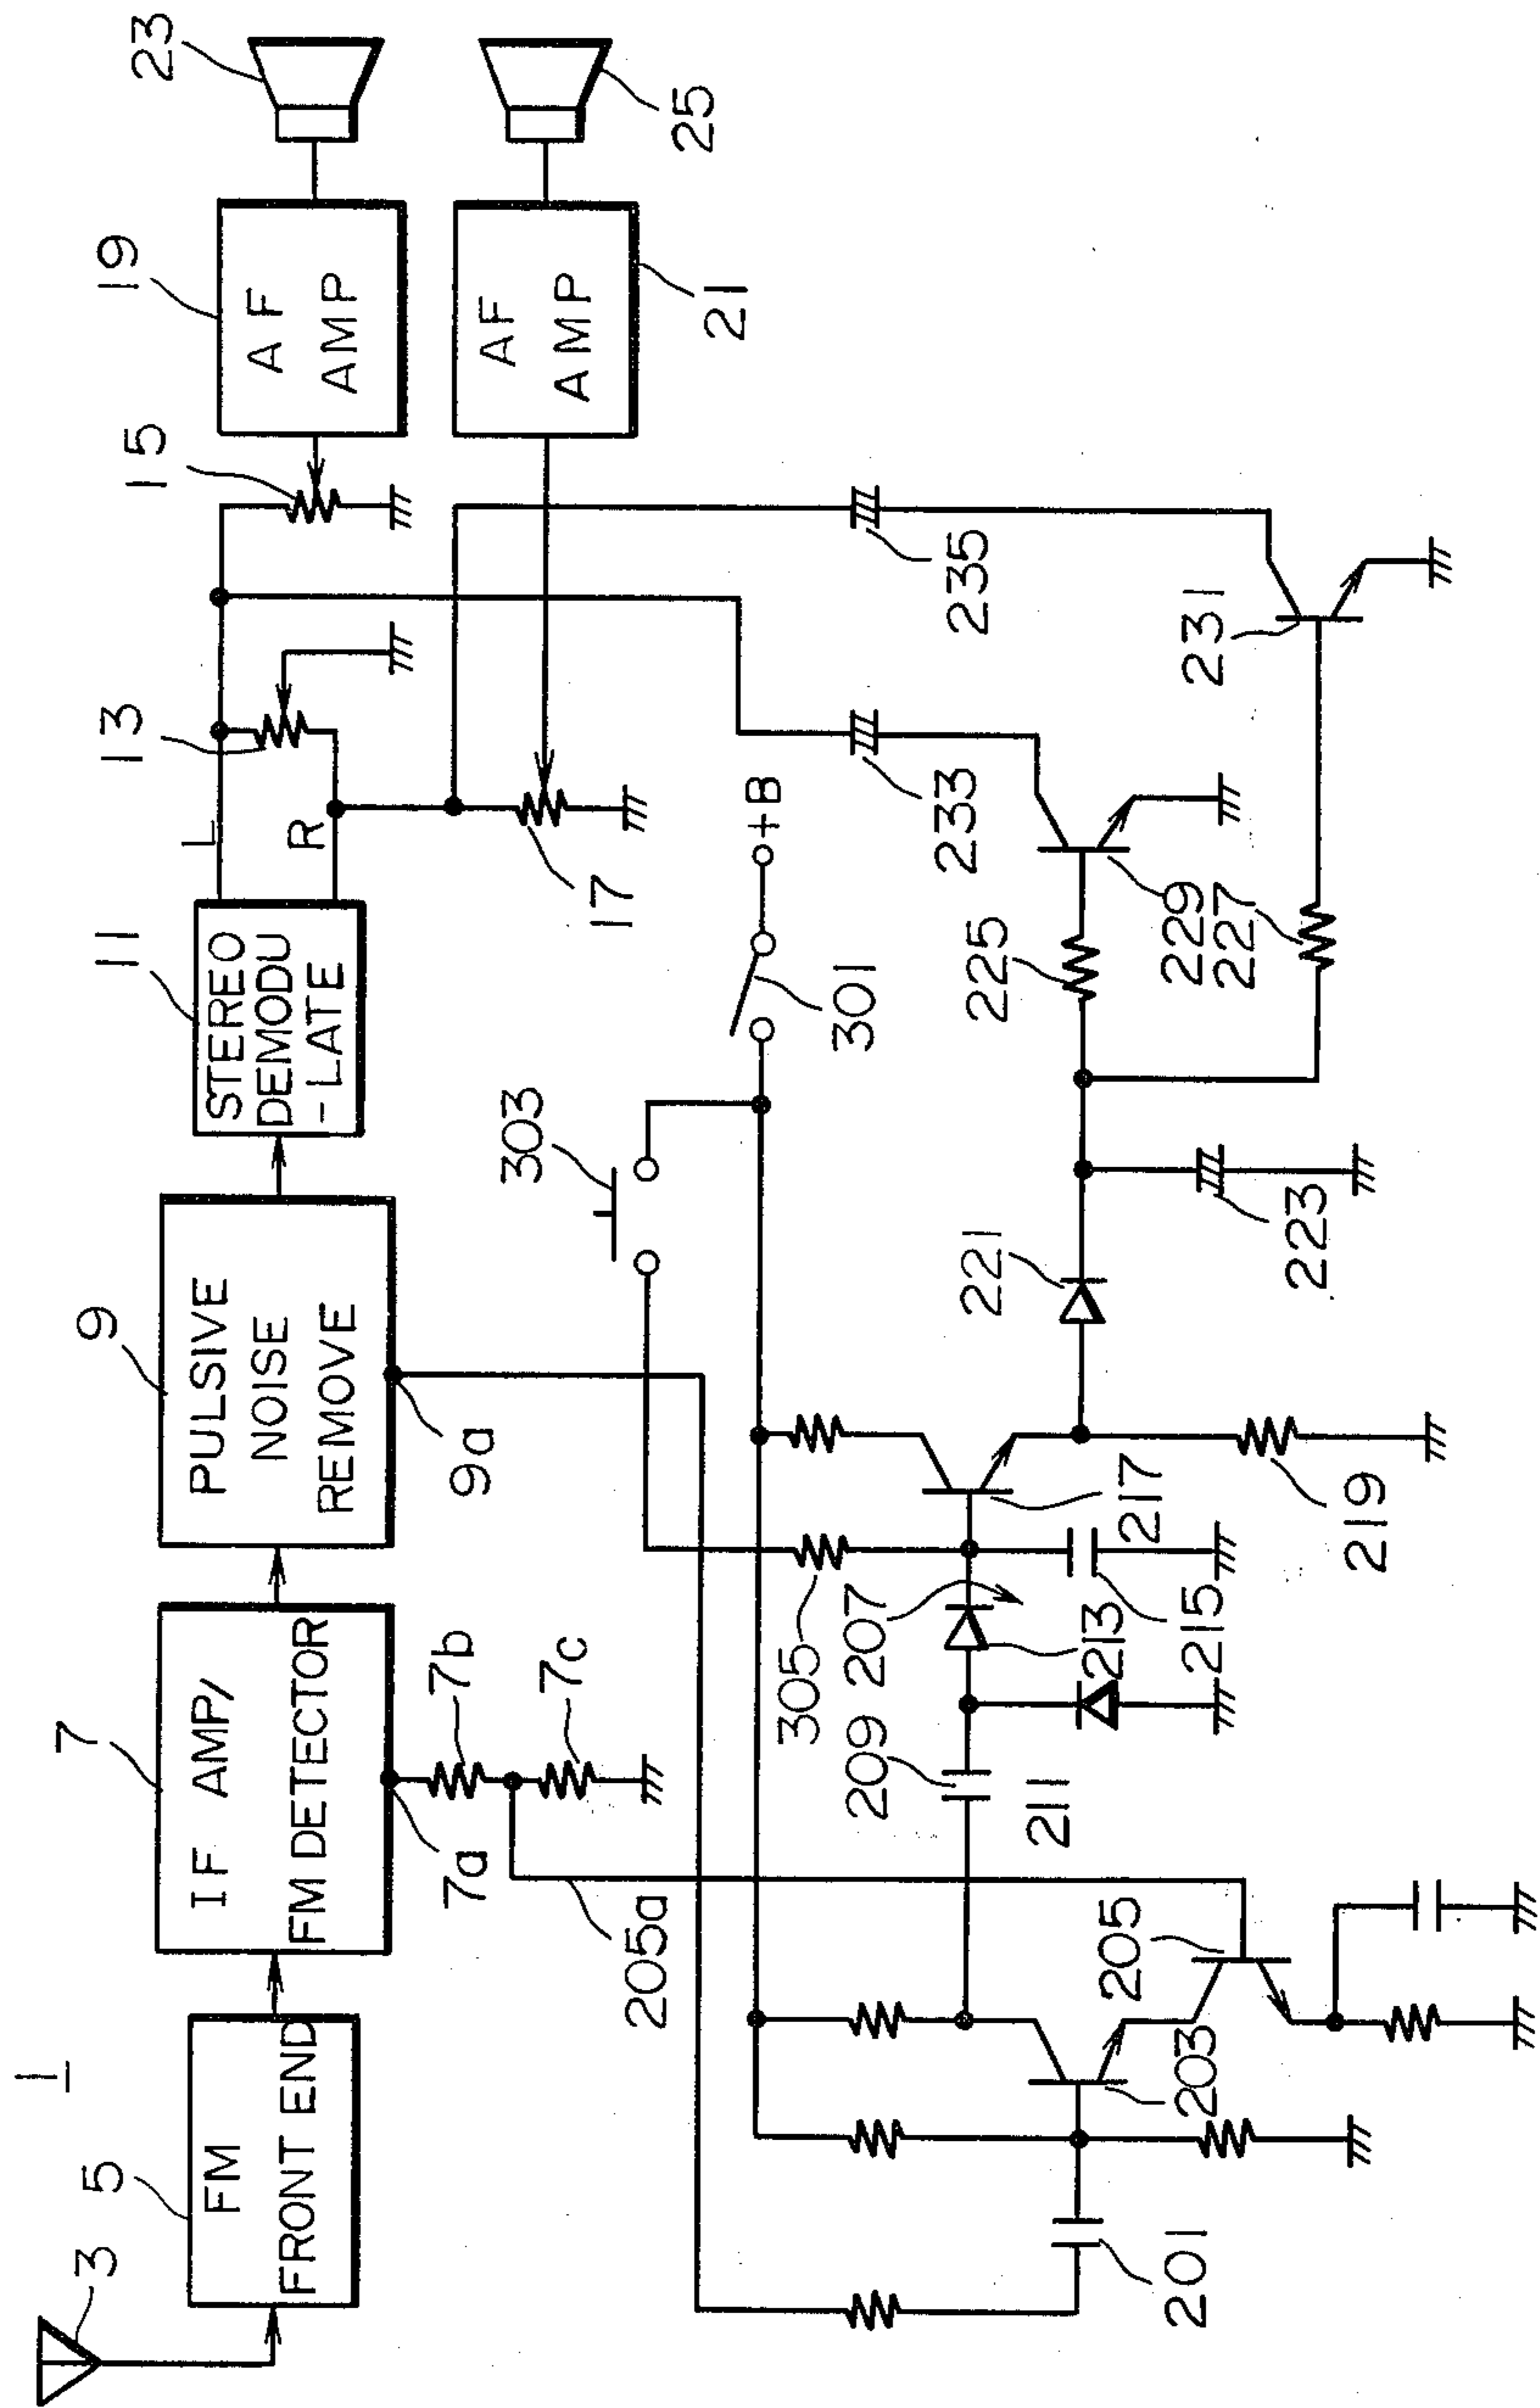 1
3
5
FM
FRONT END
7
IF AMP/
FM DETECTOR
7a
7b
7c
9
PULSIVE
NOISE
REMOVE
9a
11
STEREO
DEMODU
-LATE
L
R
13
15
17
19
AF
AMP
21
AF
AMP
23
25
205a
303
301
+B
305
207
209
211
213
215
217
219
221
223
225
227
229
231
233
235
201
203
205